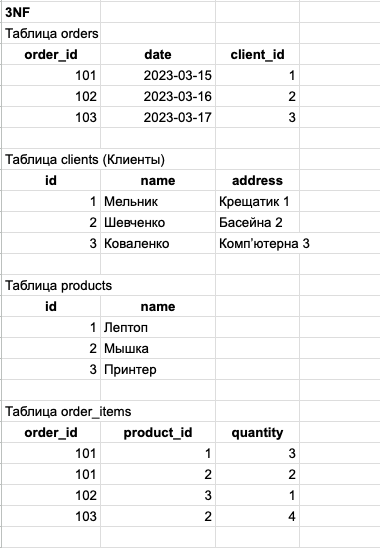 3NF
Таблица orders
order_id date client_id
101 2023-03-15 1
102 2023-03-16 2
103 2023-03-17 3
Таблица clients (Клиенты)
id name address
1 Мельник Крещатик 1
2 Шевченко Басейна 2
3 Коваленко Комп'ютерна 3
Таблица products
id name
1 Лептоп
2 Мышка
3 Принтер
Таблица order_items
order_id product_id quantity
101 1 3
101 2 2
102 3 1
103 2 4